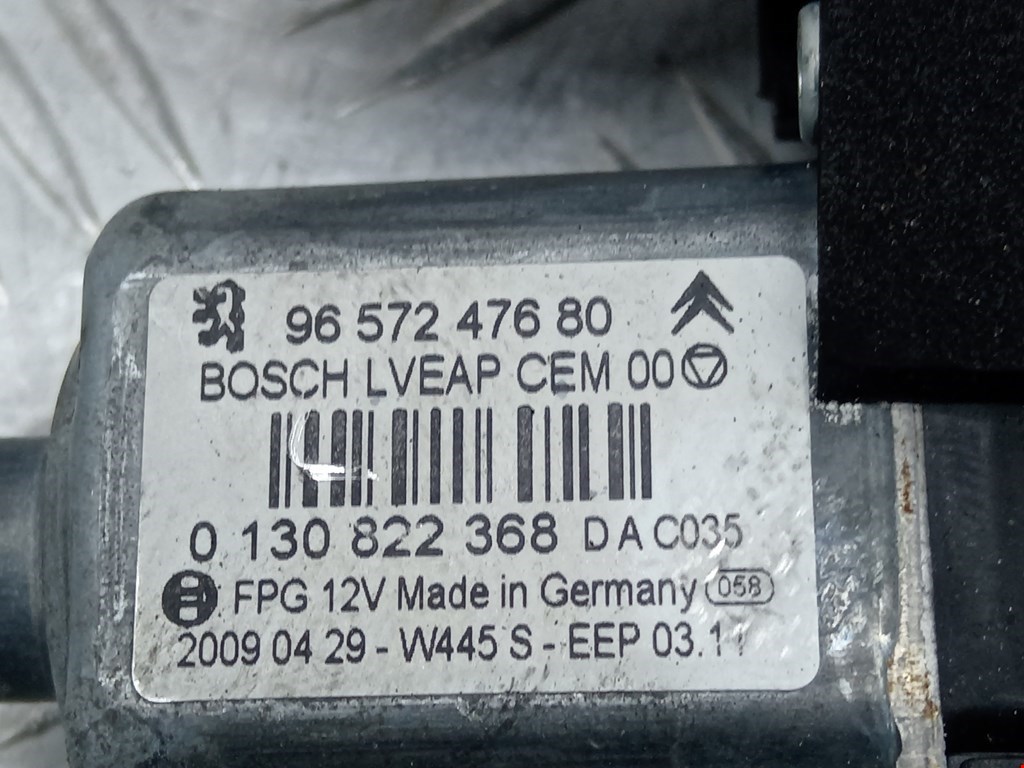 96 572 476 80
BOSCH LVEAP CEM 00
0 130 822 368 D A C035
FPG 12V Made in Germany 058
2009 04 29 - W445 S - EEP 03.11